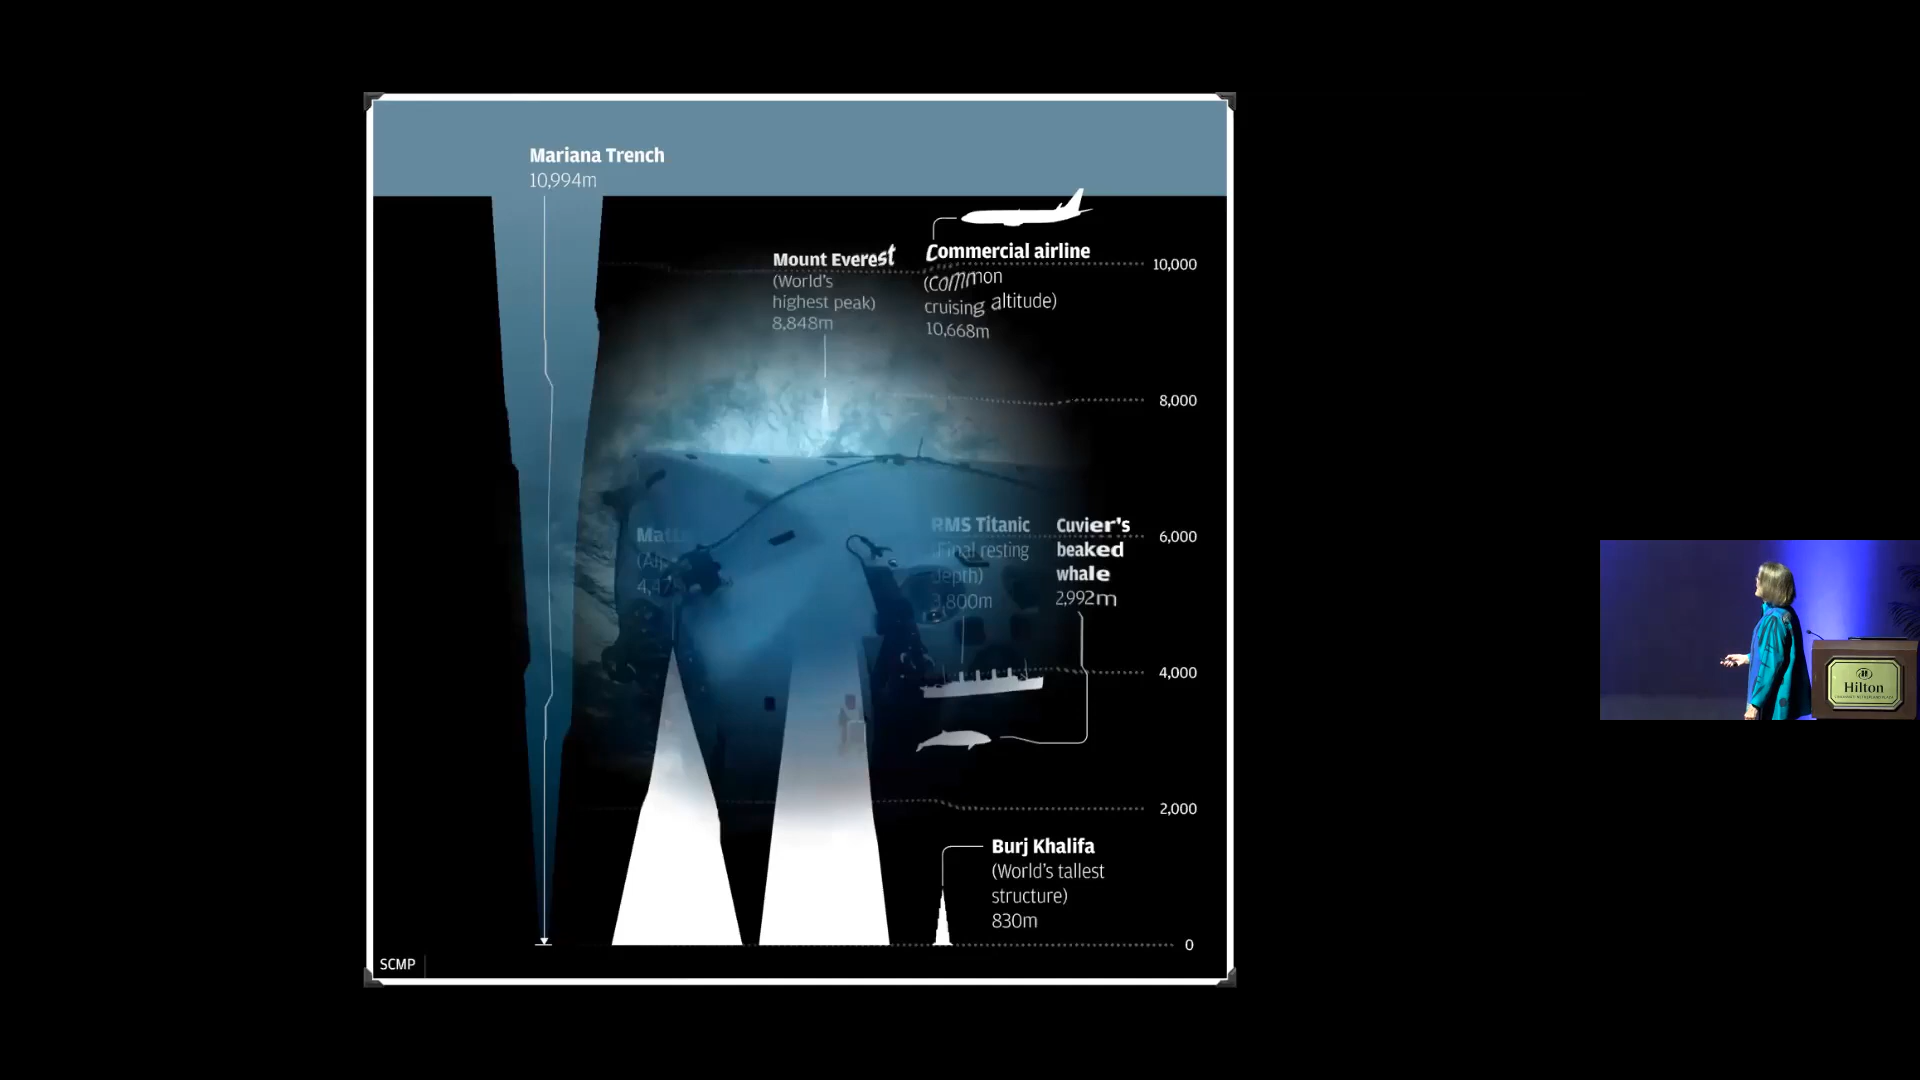 Mariana Trench
10,994m
Mount Everest
(World's
highest peak)
8,848m
Commercial airline
(Common
cruising altitude)
10,668m
10,000
8,000
RMS Titanic
(Final resting
depth)
3,800m
Cuvier's
beaked
whale
2,992m
6,000
4,000
2,000
Burj Khalifa
(World's tallest
structure)
830m
0
SCMP
Hilton